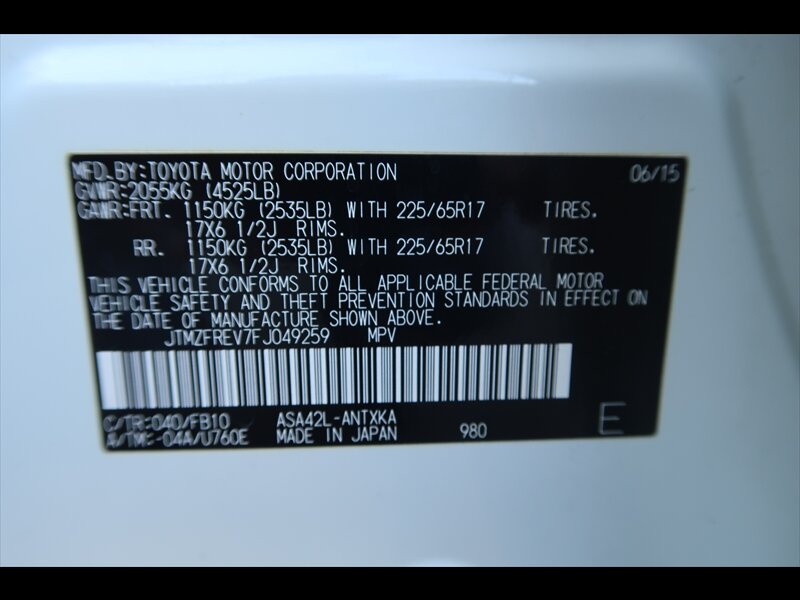 MFD.BY:TOYOTA MOTOR CORPORATION 06/15
GVWR:2055KG (4525LB)
GAWR:FRT. 1150KG (2535LB) WITH 225/65R17 TIRES.
17X6 1/2J RIMS.
RR. 1150KG (2535LB) WITH 225/65R17 TIRES.
17X6 1/2J RIMS.
THIS VEHICLE CONFORMS TO ALL APPLICABLE FEDERAL MOTOR
VEHICLE SAFETY AND THEFT PREVENTION STANDARDS IN EFFECT ON
THE DATE OF MANUFACTURE SHOWN ABOVE.
JTMZFREV7FJ049259 MPV
C/TR:040/FB10 ASA42L-ANTXKA
A/TM:-04A/U760E MADE IN JAPAN 980 E